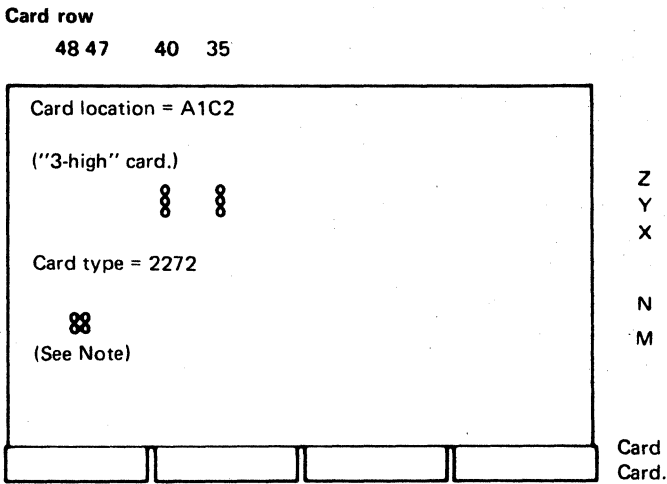 Card row
48 47 40 35
Card location = A1C2
("3-high" card.)
Z
Y
X
Card type = 2272
N
M
(See Note)
Card
Card.